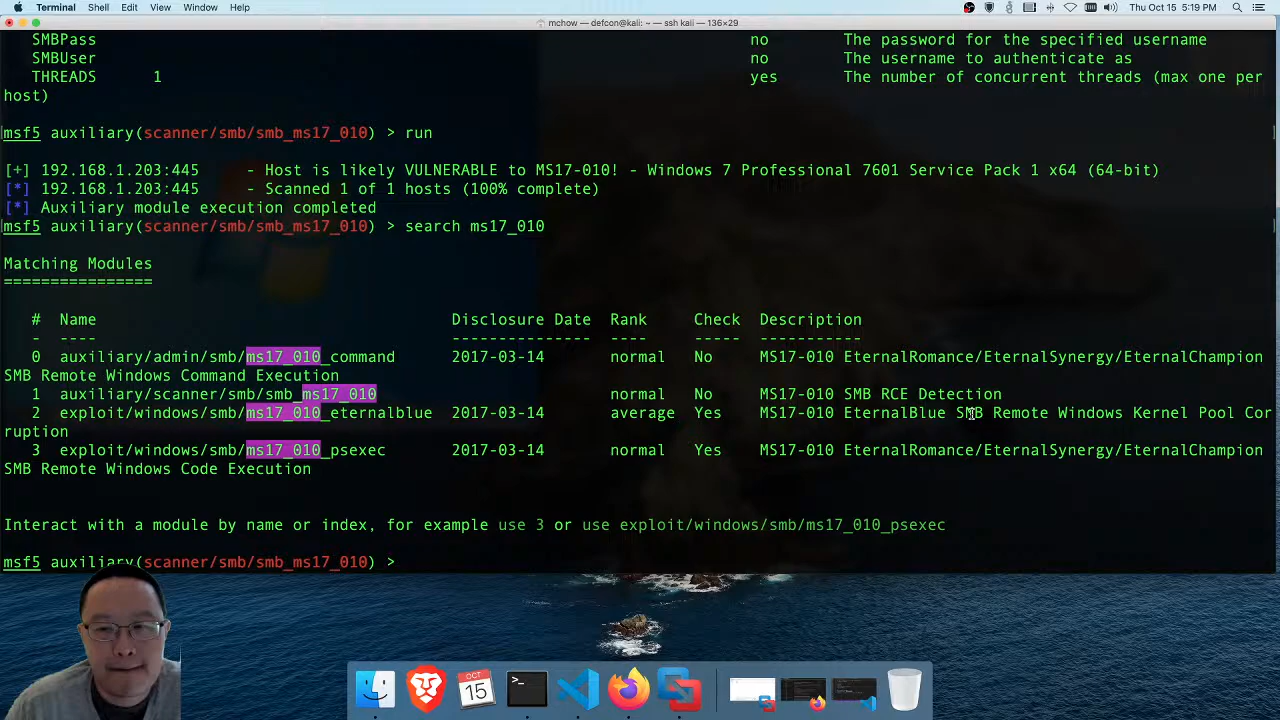 Terminal Shell Edit View Window Help Thu Oct 15 5:19 PM
mchow — defcon@kali: ~ — ssh kali — 136×29
SMBPass no The password for the specified username
SMBUser no The username to authenticate as
THREADS 1 yes The number of concurrent threads (max one per
host)
msf5 auxiliary(scanner/smb/smb_ms17_010) > run
[+] 192.168.1.203:445 - Host is likely VULNERABLE to MS17-010! - Windows 7 Professional 7601 Service Pack 1 x64 (64-bit)
[*] 192.168.1.203:445 - Scanned 1 of 1 hosts (100% complete)
[*] Auxiliary module execution completed
msf5 auxiliary(scanner/smb/smb_ms17_010) > search ms17_010
Matching Modules
================
# Name Disclosure Date Rank Check Description
- ---- --------------- ---- ----- -----------
0 auxiliary/admin/smb/ms17_010_command 2017-03-14 normal No MS17-010 EternalRomance/EternalSynergy/EternalChampion
SMB Remote Windows Command Execution
1 auxiliary/scanner/smb/smb_ms17_010 normal No MS17-010 SMB RCE Detection
2 exploit/windows/smb/ms17_010_eternalblue 2017-03-14 average Yes MS17-010 EternalBlue SMB Remote Windows Kernel Pool Cor
ruption
3 exploit/windows/smb/ms17_010_psexec 2017-03-14 normal Yes MS17-010 EternalRomance/EternalSynergy/EternalChampion
SMB Remote Windows Code Execution
Interact with a module by name or index, for example use 3 or use exploit/windows/smb/ms17_010_psexec
msf5 auxiliary(scanner/smb/smb_ms17_010) >
OCT
15
>_